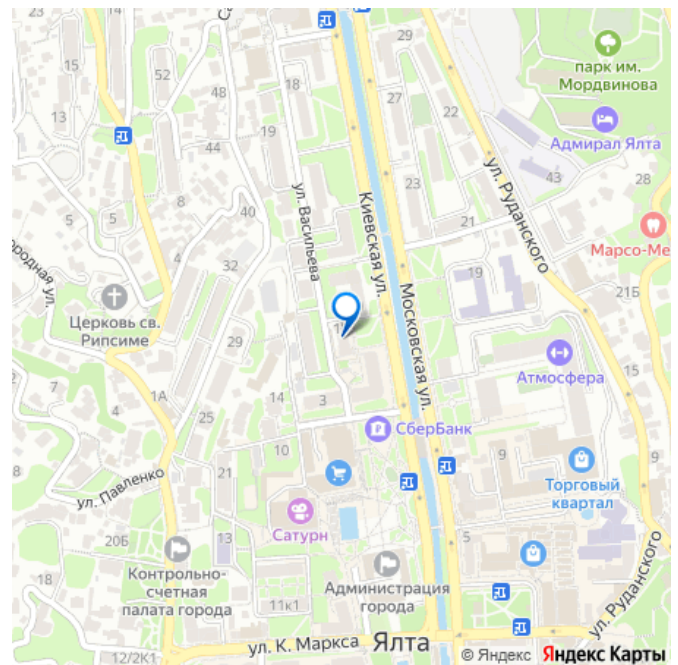 парк им.
Мордвинова
52
13
15
19
27
22
Адмирал Ялта
ул. Руданского
44
18
43
28
23
ул. Васильева
Киевская ул.
40
5
5
8
21
Марсо-Ме
4
32
19
Московская ул.
ородная ул.
21Б
Церковь св.
Рипсиме
29
Атмосфера
15
7
1А
14
3
4
25
СберБанк
10
21
9
9
ул. Павленко
Торговый
квартал
20Б
Сатурн
13
5
18
Контрольно-
счетная
палата города
Администрация
города
11к1
ул. Руданского
ул. К. Маркса
Ялта
12/2К1
© Яндекс Яндекс Карты